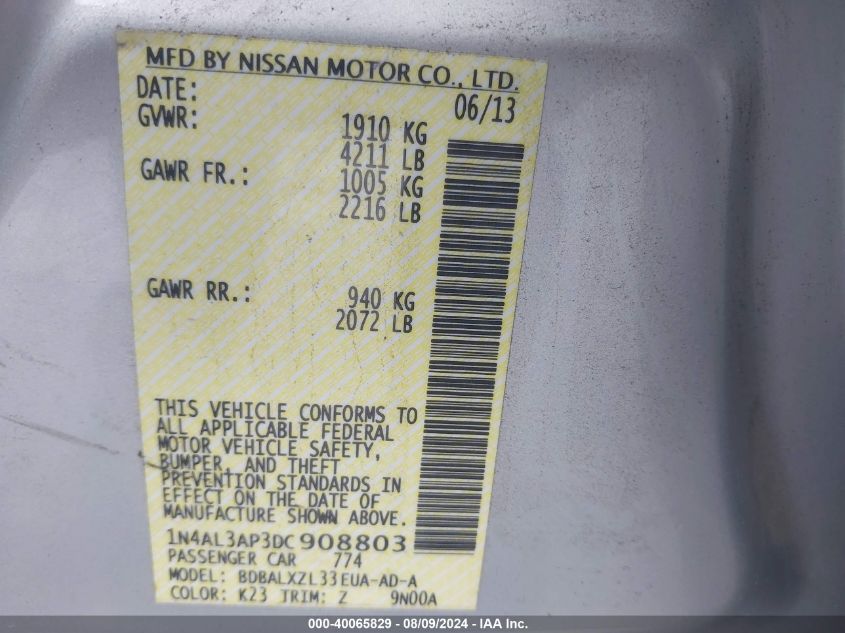 MFD BY NISSAN MOTOR CO., LTD.
DATE: 06/13
GVWR: 1910 KG
4211 LB
GAWR FR.: 1005 KG
2216 LB
GAWR RR.: 940 KG
2072 LB
THIS VEHICLE CONFORMS TO
ALL APPLICABLE FEDERAL
MOTOR VEHICLE SAFETY,
BUMPER, AND THEFT
PREVENTION STANDARDS IN
EFFECT ON THE DATE OF
MANUFACTURE SHOWN ABOVE.
1N4AL3AP3DC908803
PASSENGER CAR 774
MODEL: BDBALXZL33EUA-AD-A
COLOR: K23 TRIM: Z 9N00A
000-40065829 - 08/09/2024 - IAA Inc.